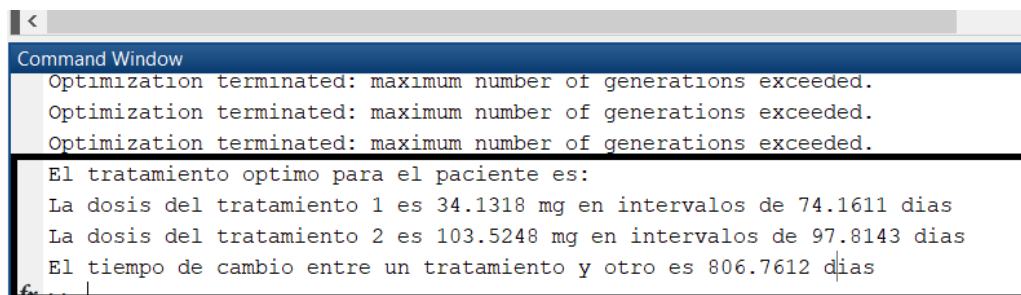 <
Command Window
Optimization terminated: maximum number of generations exceeded.
Optimization terminated: maximum number of generations exceeded.
Optimization terminated: maximum number of generations exceeded.
El tratamiento optimo para el paciente es:
La dosis del tratamiento 1 es 34.1318 mg en intervalos de 74.1611 dias
La dosis del tratamiento 2 es 103.5248 mg en intervalos de 97.8143 dias
El tiempo de cambio entre un tratamiento y otro es 806.7612 dias
fx >>